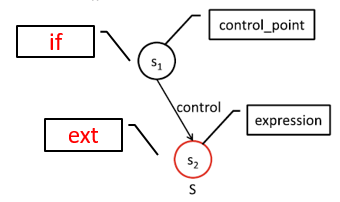 control_point
if
s1
control
ext
expression
s2
S